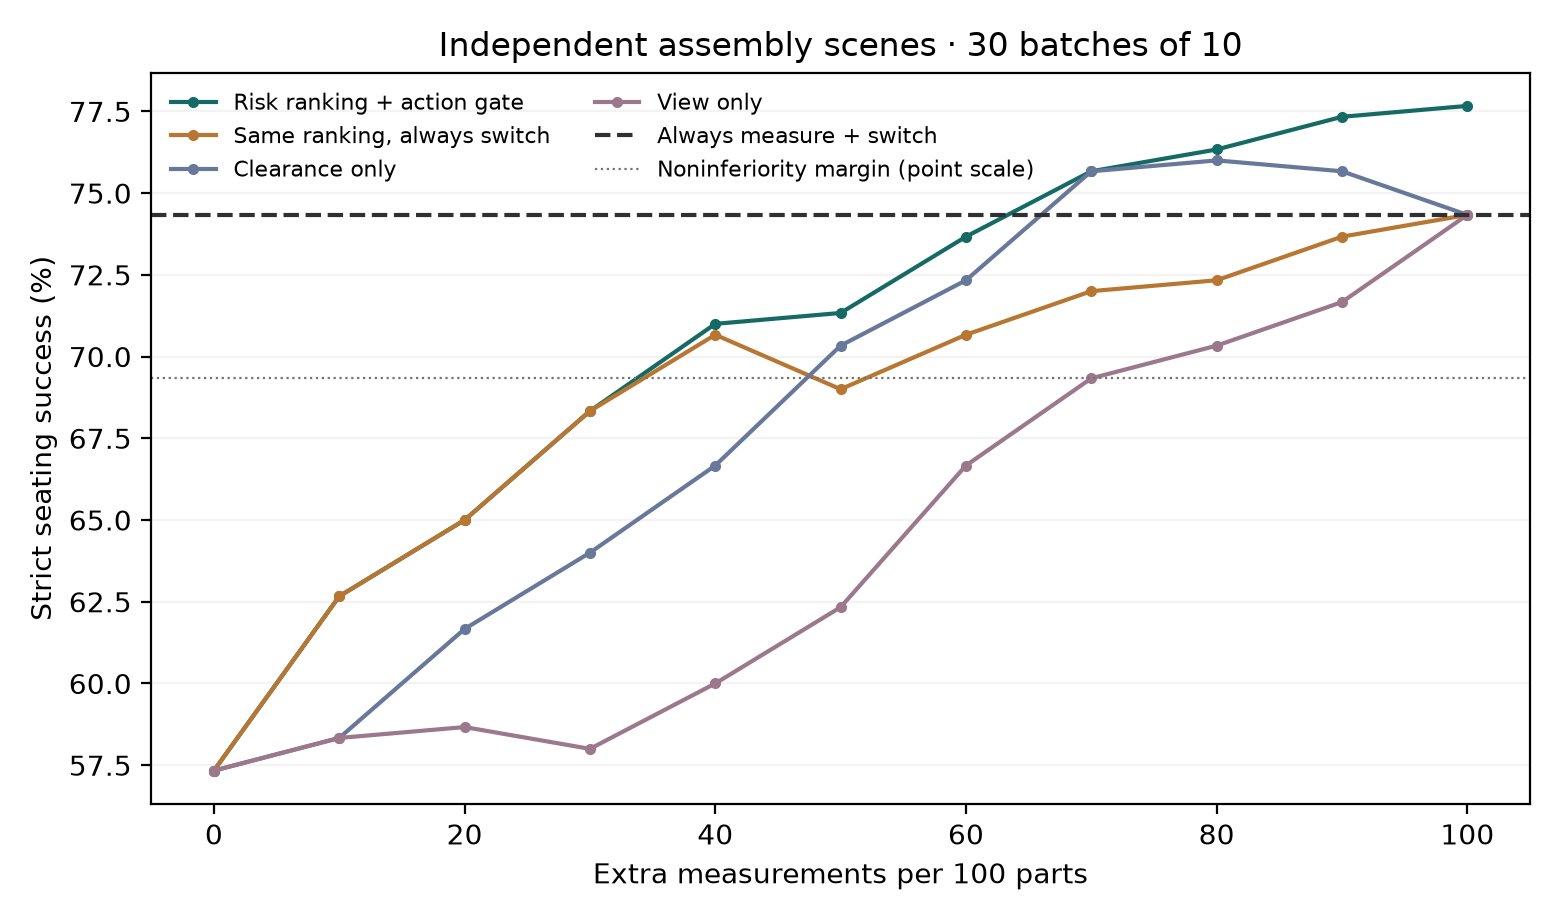 Independent assembly scenes · 30 batches of 10
Risk ranking + action gate
Same ranking, always switch
Clearance only
View only
Always measure + switch
Noninferiority margin (point scale)
Strict seating success (%)
77.5
75.0
72.5
70.0
67.5
65.0
62.5
60.0
57.5
0 20 40 60 80 100
Extra measurements per 100 parts